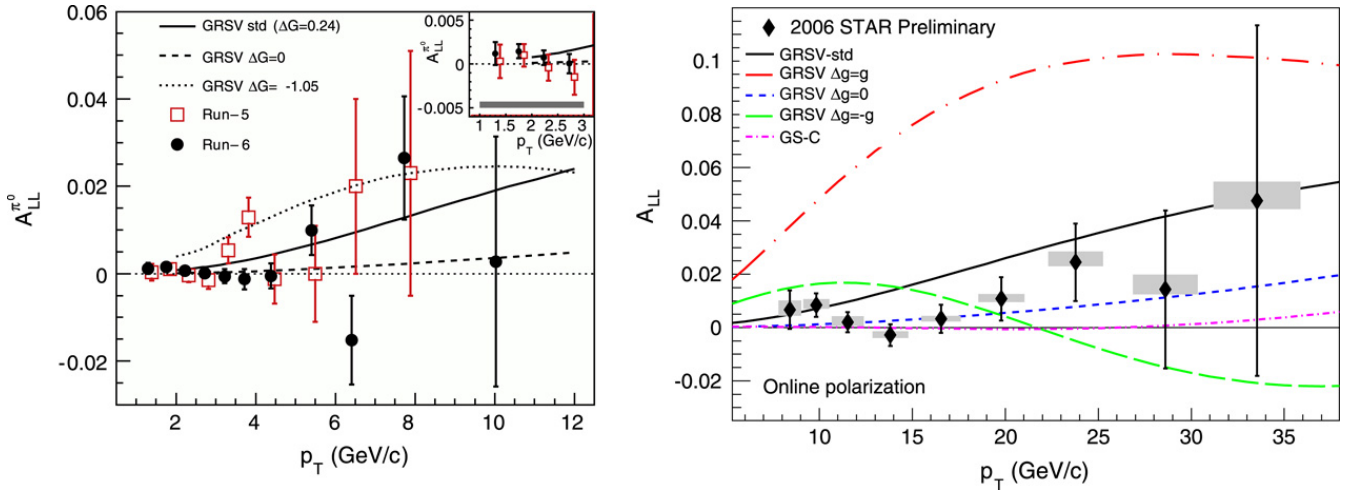 GRSV std (ΔG=0.24)
GRSV ΔG=0
GRSV ΔG= -1.05
Run-5
Run-6
0.06
0.04
0.02
0
-0.02
A_LL^π⁰
2 4 6 8 10 12
p_T (GeV/c)
0.005
0.000
-0.005
A_LL^π⁰
1 1.5 2 2.5 3
p_T (GeV/c)
2006 STAR Preliminary
GRSV-std
GRSV Δg=g
GRSV Δg=0
GRSV Δg=-g
GS-C
0.1
0.08
0.06
0.04
0.02
0
-0.02
A_LL
Online polarization
10 15 20 25 30 35
p_T (GeV/c)